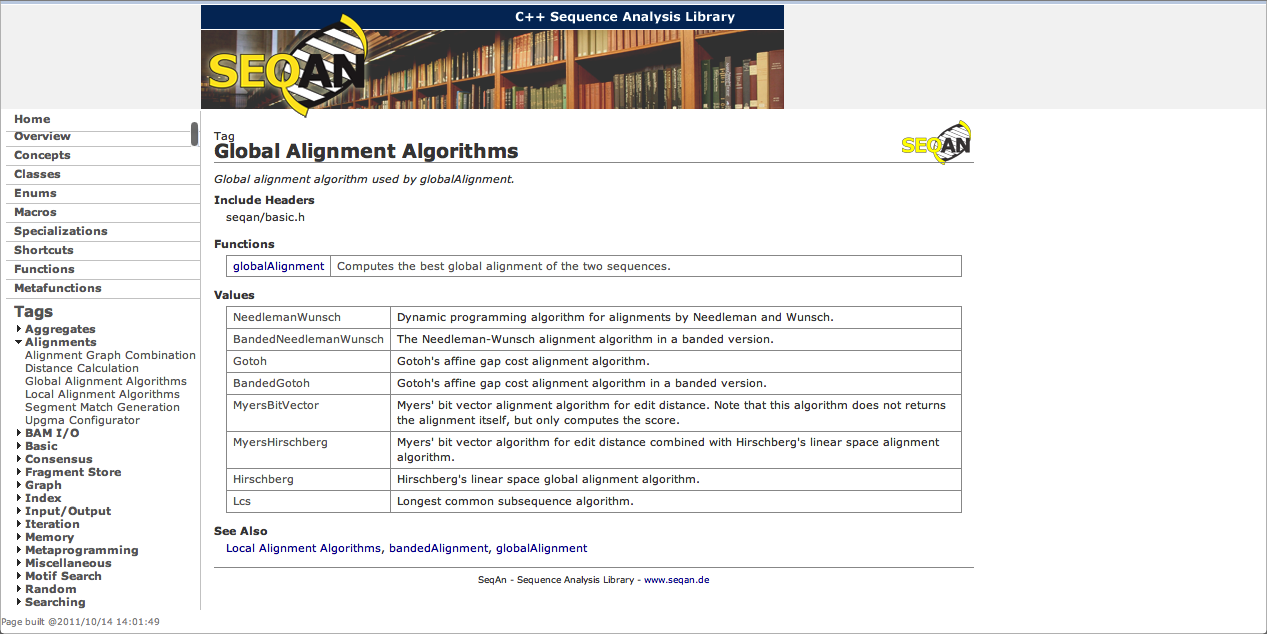 C++ Sequence Analysis Library
SEQAN
Home
Overview
Concepts
Classes
Enums
Macros
Specializations
Shortcuts
Functions
Metafunctions
Tags
Aggregates
Alignments
Alignment Graph Combination
Distance Calculation
Global Alignment Algorithms
Local Alignment Algorithms
Segment Match Generation
Upgma Configurator
BAM I/O
Basic
Consensus
Fragment Store
Graph
Index
Input/Output
Iteration
Memory
Metaprogramming
Miscellaneous
Motif Search
Random
Searching
Page built @2011/10/14 14:01:49
Tag
Global Alignment Algorithms
SEQAN
Global alignment algorithm used by globalAlignment.
Include Headers
seqan/basic.h
Functions
globalAlignment Computes the best global alignment of the two sequences.
Values
NeedlemanWunsch Dynamic programming algorithm for alignments by Needleman and Wunsch.
BandedNeedlemanWunsch The Needleman-Wunsch alignment algorithm in a banded version.
Gotoh Gotoh's affine gap cost alignment algorithm.
BandedGotoh Gotoh's affine gap cost alignment algorithm in a banded version.
MyersBitVector Myers' bit vector alignment algorithm for edit distance. Note that this algorithm does not returns
the alignment itself, but only computes the score.
MyersHirschberg Myers' bit vector algorithm for edit distance combined with Hirschberg's linear space alignment
algorithm.
Hirschberg Hirschberg's linear space global alignment algorithm.
Lcs Longest common subsequence algorithm.
See Also
Local Alignment Algorithms, bandedAlignment, globalAlignment
SeqAn - Sequence Analysis Library - www.seqan.de